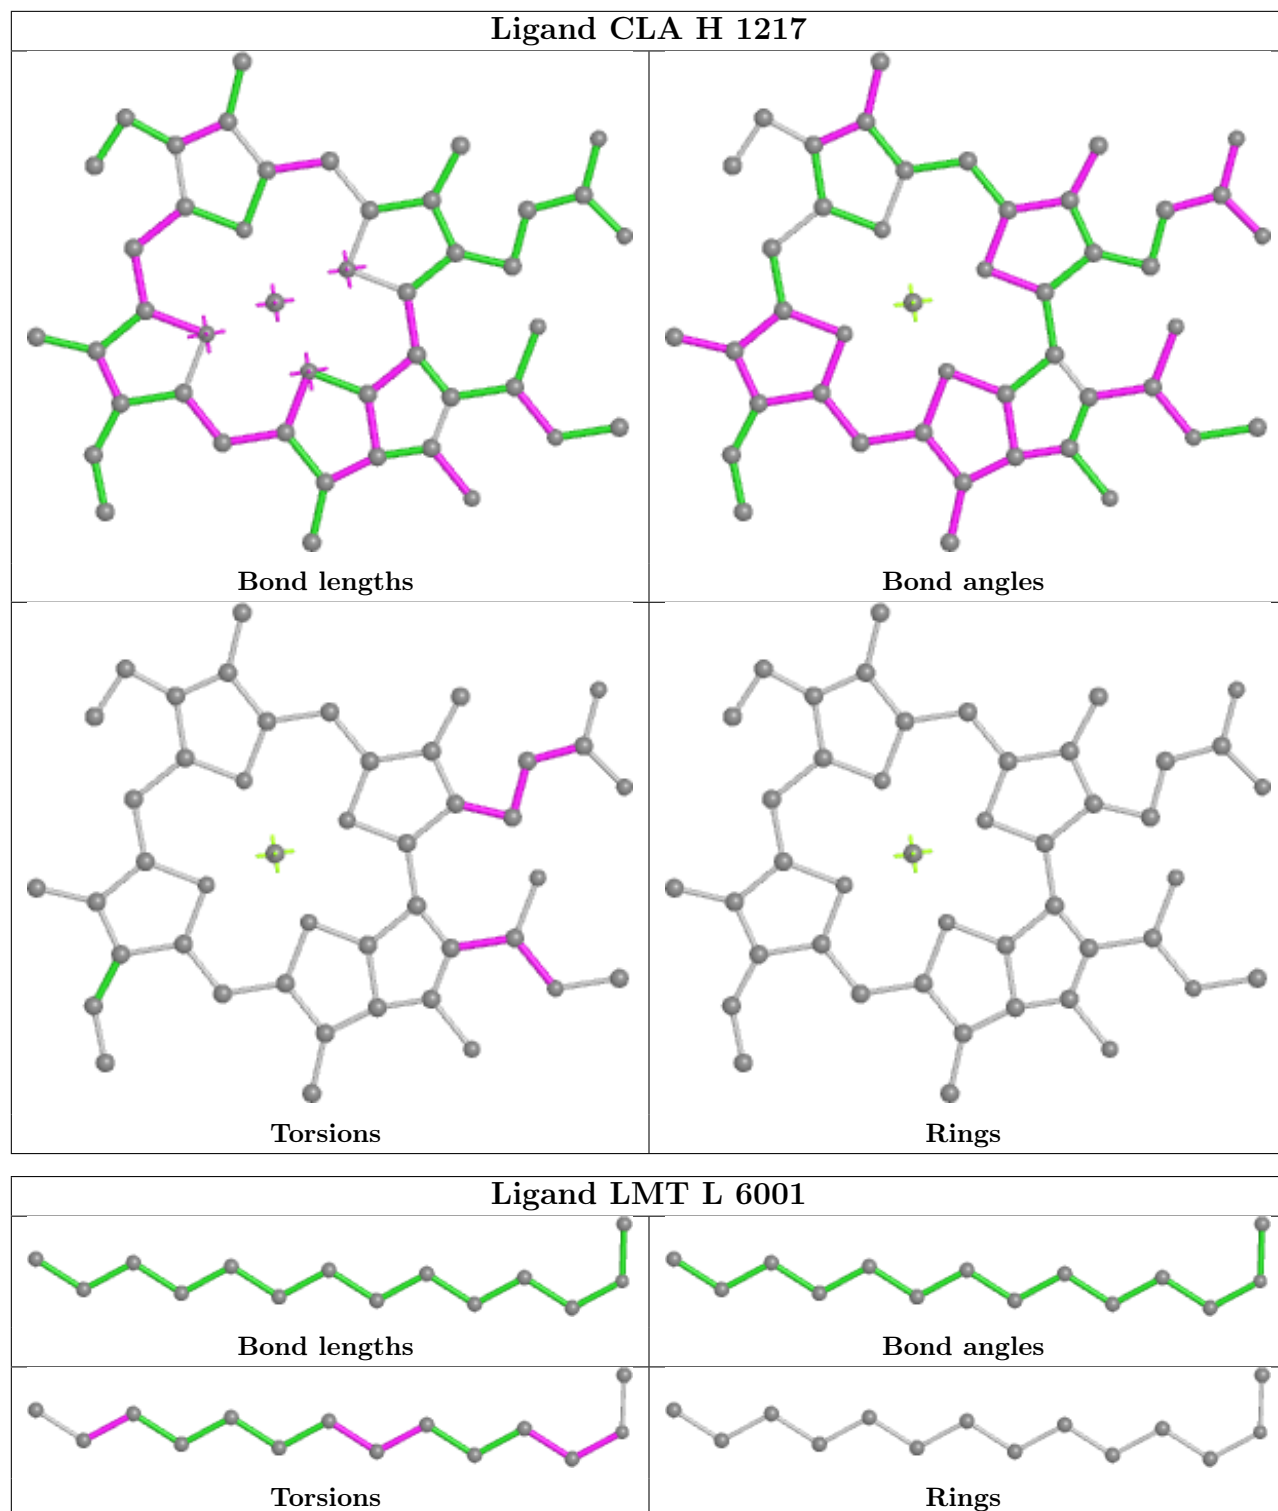 Ligand CLA H 1217
Bond lengths
Bond angles
Torsions
Rings
Ligand LMT L 6001
Bond lengths
Bond angles
Torsions
Rings